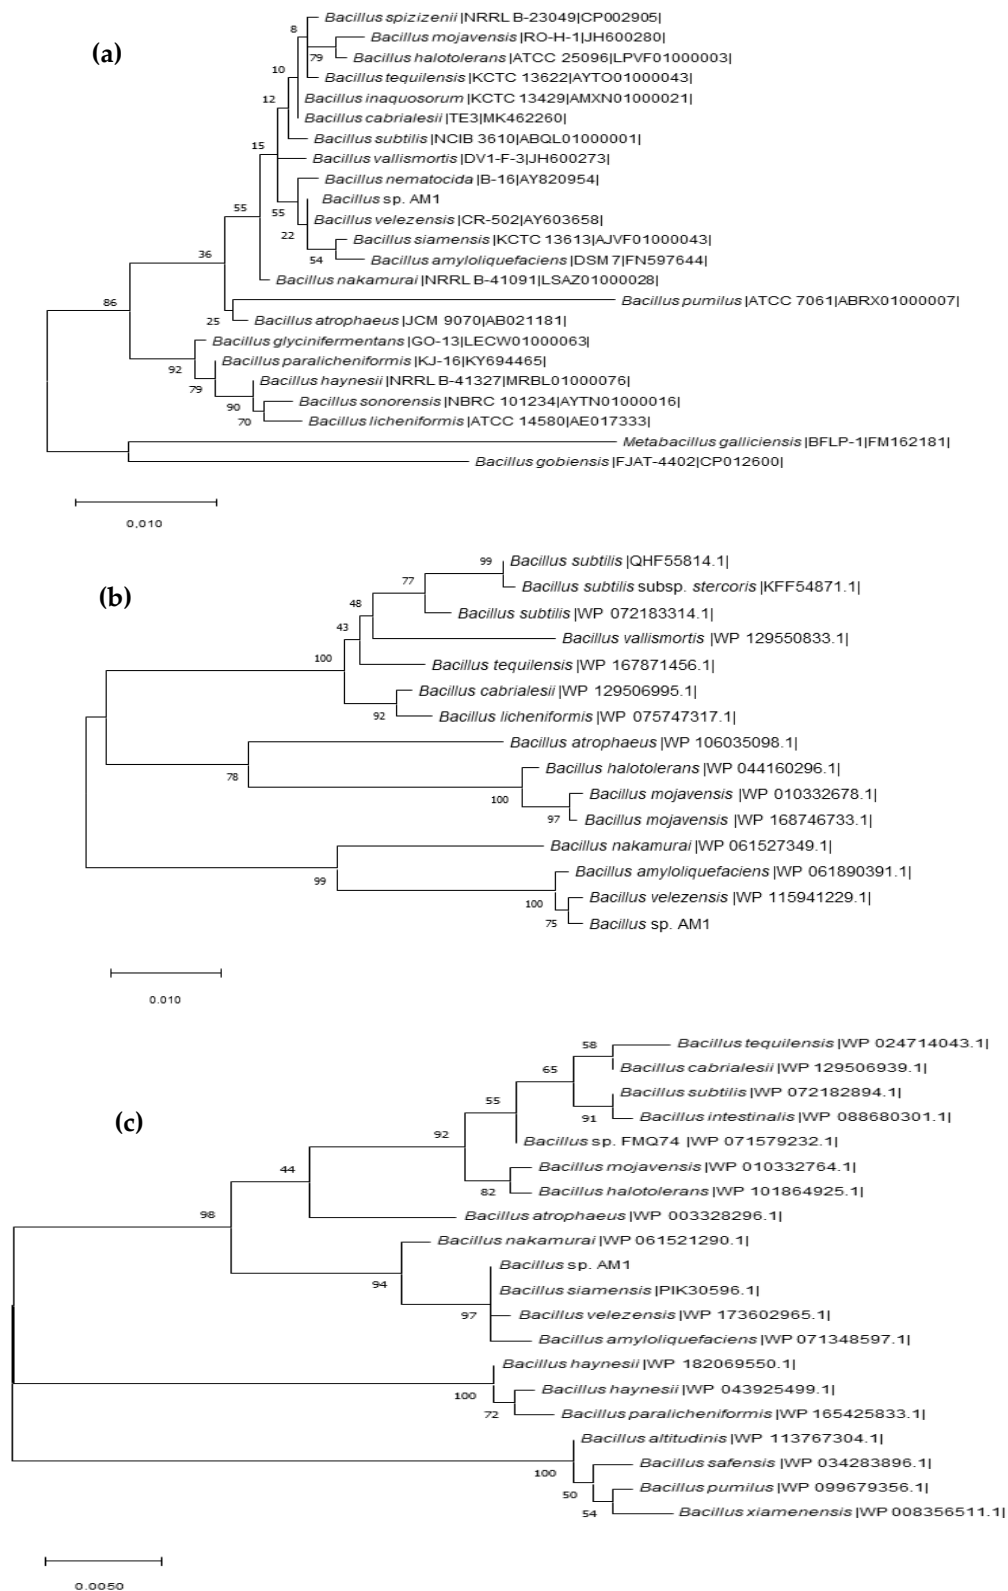 (a)
8
Bacillus spizizenii |NRRL B-23049|CP002905|
Bacillus mojavensis |RO-H-1|JH600280|
79
Bacillus halotolerans |ATCC 25096|LPVF01000003|
10
Bacillus tequilensis |KCTC 13622|AYTO01000043|
12
Bacillus inaquosorum |KCTC 13429|AMXN01000021|
Bacillus cabrialesii |TE3|MK462260|
Bacillus subtilis |NCIB 3610|ABQL01000001|
15
Bacillus vallismortis |DV1-F-3|JH600273|
Bacillus nematocida |B-16|AY820954|
Bacillus sp. AM1
55
55
Bacillus velezensis |CR-502|AY603658|
22
Bacillus siamensis |KCTC 13613|AJVF01000043|
36
54
Bacillus amyloliquefaciens |DSM 7|FN597644|
Bacillus nakamurai |NRRL B-41091|LSAZ01000028|
86
Bacillus pumilus |ATCC 7061|ABRX01000007|
25
Bacillus atrophaeus |JCM 9070|AB021181|
Bacillus glycinifermentans |GO-13|LECW01000063|
92
Bacillus paralicheniformis |KJ-16|KY694465|
79
Bacillus haynesii |NRRL B-41327|MRBL01000076|
90
Bacillus sonorensis |NBRC 101234|AYTN01000016|
70
Bacillus licheniformis |ATCC 14580|AE017333|
Metabacillus galliciensis |BFLP-1|FM162181|
Bacillus gobiensis |FJAT-4402|CP012600|
0,010
(b)
99
Bacillus subtilis |QHF55814.1|
77
Bacillus subtilis subsp. stercoris |KFF54871.1|
48
Bacillus subtilis |WP 072183314.1|
43
Bacillus vallismortis |WP 129550833.1|
100
Bacillus tequilensis |WP 167871456.1|
Bacillus cabrialesii |WP 129506995.1|
92
Bacillus licheniformis |WP 075747317.1|
Bacillus atrophaeus |WP 106035098.1|
78
Bacillus halotolerans |WP 044160296.1|
100
Bacillus mojavensis |WP 010332678.1|
97
Bacillus mojavensis |WP 168746733.1|
Bacillus nakamurai |WP 061527349.1|
99
Bacillus amyloliquefaciens |WP 061890391.1|
100
Bacillus velezensis |WP 115941229.1|
75
Bacillus sp. AM1
0.010
(c)
58
Bacillus tequilensis |WP 024714043.1|
65
Bacillus cabrialesii |WP 129506939.1|
Bacillus subtilis |WP 072182894.1|
55
91
Bacillus intestinalis |WP 088680301.1|
92
Bacillus sp. FMQ74 |WP 071579232.1|
44
Bacillus mojavensis |WP 010332764.1|
82
Bacillus halotolerans |WP 101864925.1|
98
Bacillus atrophaeus |WP 003328296.1|
Bacillus nakamurai |WP 061521290.1|
94
Bacillus sp. AM1
Bacillus siamensis |PIK30596.1|
97
Bacillus velezensis |WP 173602965.1|
Bacillus amyloliquefaciens |WP 071348597.1|
Bacillus haynesii |WP 182069550.1|
100
Bacillus haynesii |WP 043925499.1|
72
Bacillus paralicheniformis |WP 165425833.1|
Bacillus altitudinis |WP 113767304.1|
100
Bacillus safensis |WP 034283896.1|
50
Bacillus pumilus |WP 099679356.1|
54
Bacillus xiamenensis |WP 008356511.1|
0.0050